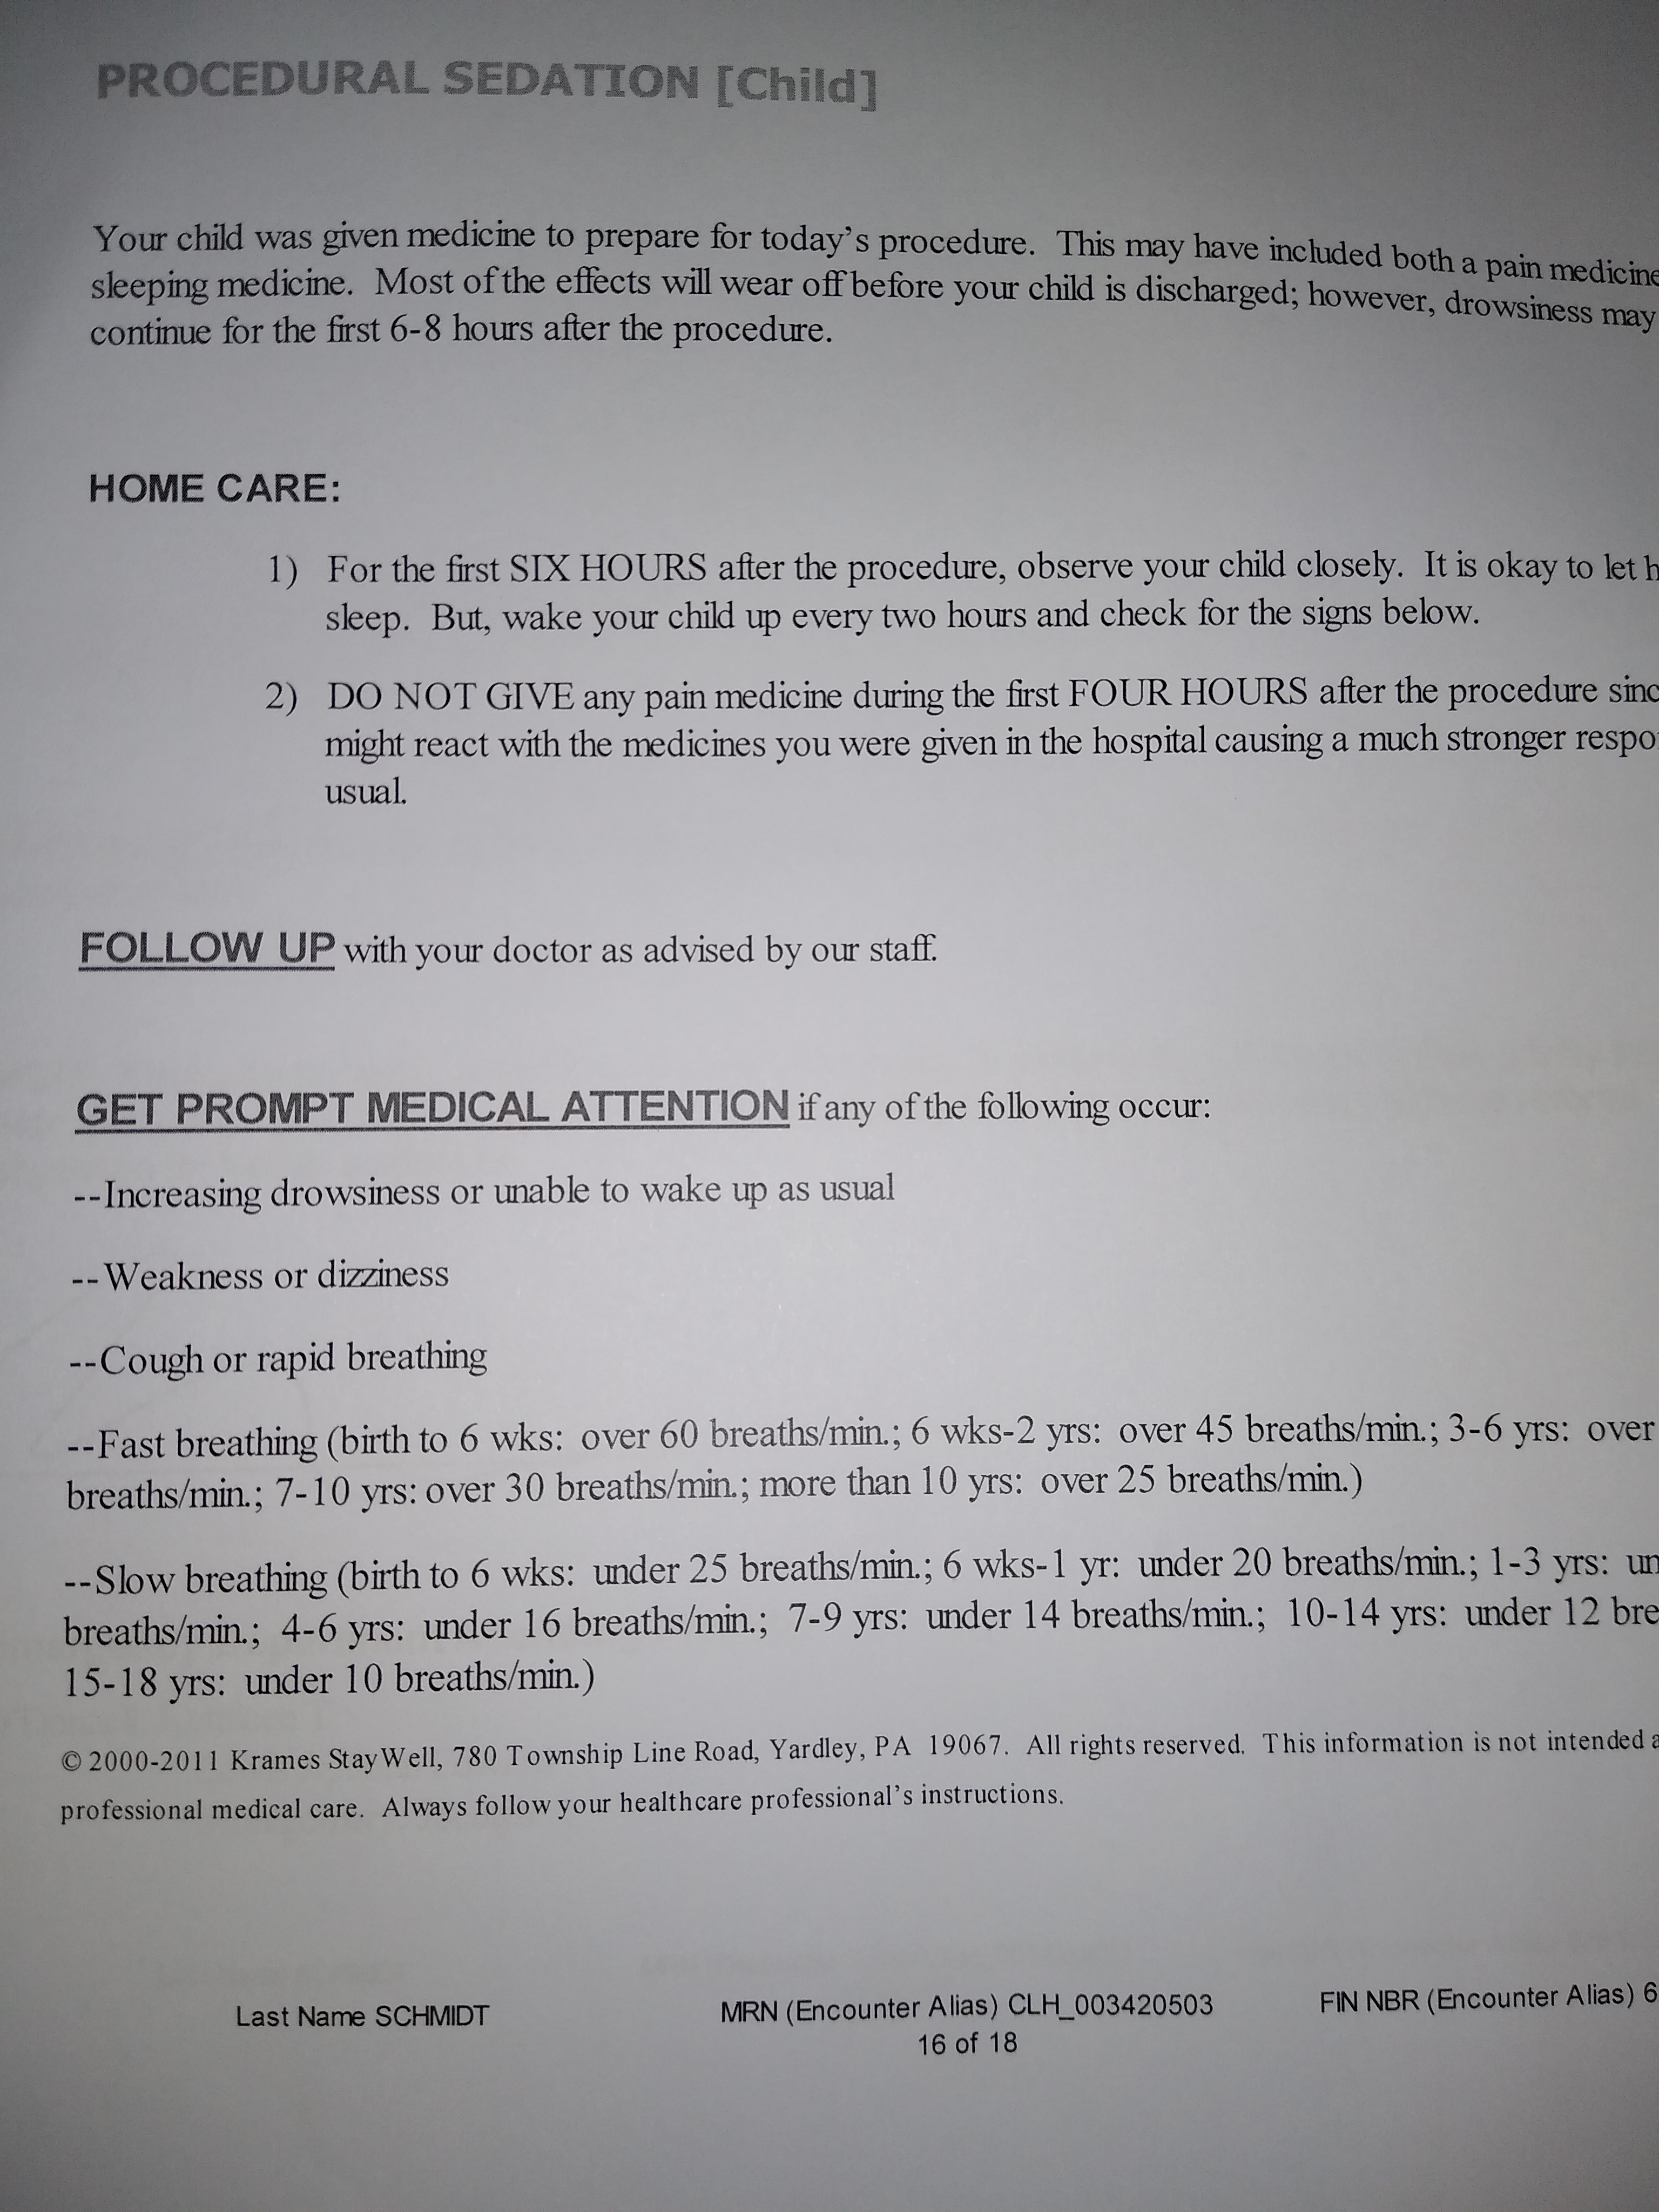 PROCEDURAL SEDATION [Child]
Your child was given medicine to prepare for today's procedure. This may have included both a pain medicine
sleeping medicine. Most of the effects will wear off before your child is discharged; however, drowsiness may
continue for the first 6-8 hours after the procedure.
HOME CARE:
1) For the first SIX HOURS after the procedure, observe your child closely. It is okay to let
sleep. But, wake your child up every two hours and check for the signs below.
2) DO NOT GIVE any pain medicine during the first FOUR HOURS after the procedure
might react with the medicines you were given in the hospital causing a much stronger
usual.
FOLLOW UP with your doctor as advised by our staff.
GET PROMPT MEDICAL ATTENTION if any of the following occur:
--Increasing drowsiness or unable to wake up as usual
--Weakness or dizziness
--Cough or rapid breathing
--Fast breathing (birth to 6 wks: over 60 breaths/min.; 6 wks-2 yrs: over 45 breaths/min.; 3-6 yrs: over
breaths/min.; 7-10 yrs: over 30 breaths/min.; more than 10 yrs: over 25 breaths/min.)
--Slow breathing (birth to 6 wks: under 25 breaths/min.; 6 wks-1 yr: under 20 breaths/min.; 1-3 yrs:
breaths/min.; 4-6 yrs: under 16 breaths/min.; 7-9 yrs: under 14 breaths/min.; 10-14 yrs: under 12
15-18 yrs: under 10 breaths/min.)
© 2000-2011 Krames StayWell, 780 Township Line Road, Yardley, PA 19067. All rights reserved. This information is not intended
professional medical care. Always follow your healthcare professional's instructions.
Last Name SCHMIDT MRN (Encounter Alias) CLH_003420503 FIN NBR (Encounter Alias) 6
16 of 18